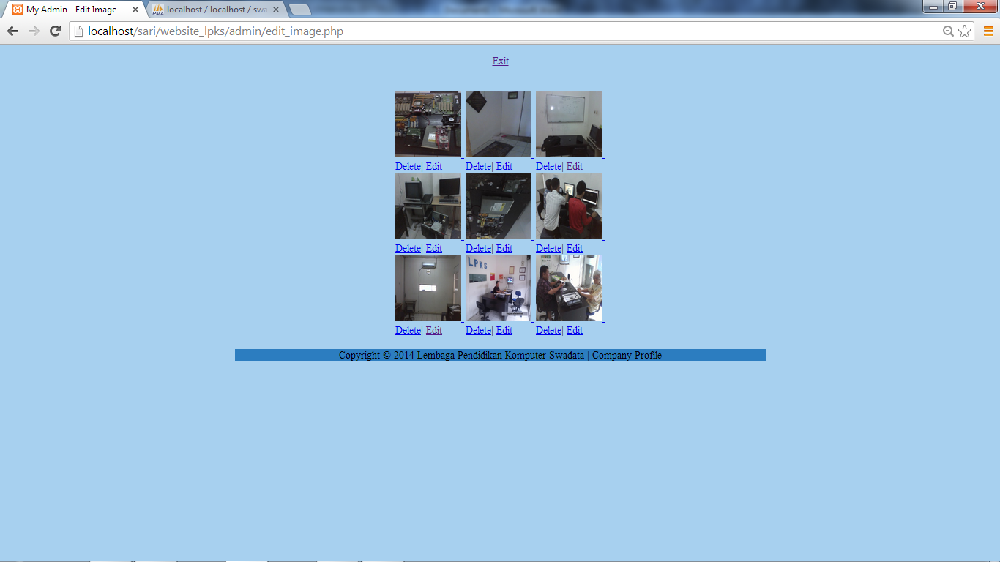 My Admin - Edit Image
localhost / localhost / swa
localhost/sari/website_lpks/admin/edit_image.php
Exit
Delete| Edit Delete| Edit Delete| Edit
Delete| Edit Delete| Edit Delete| Edit
LPKS
Delete| Edit Delete| Edit Delete| Edit
Copyright © 2014 Lembaga Pendidikan Komputer Swadata | Company Profile